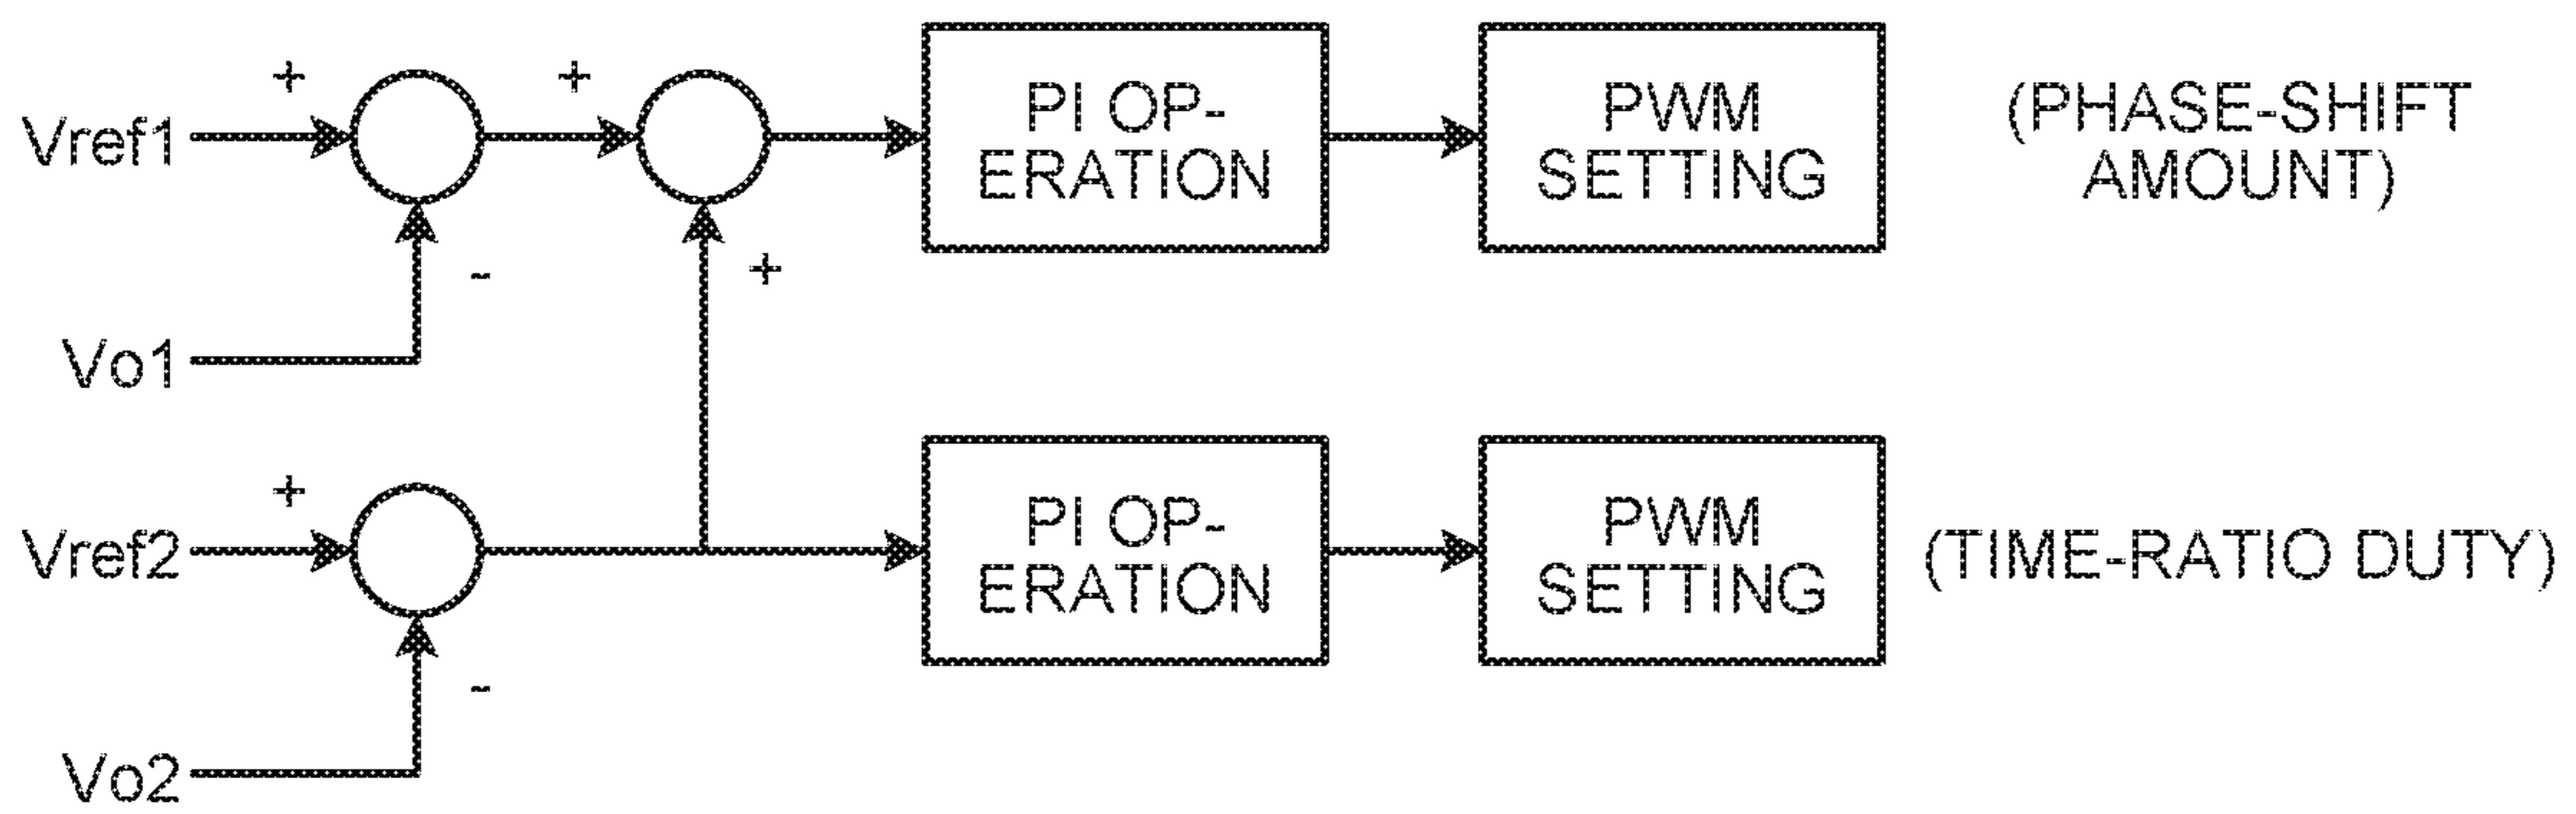 + +
Vref1
PI OP-
ERATION
PWM
SETTING
(PHASE-SHIFT
AMOUNT)
- +
Vo1
+
Vref2
PI OP-
ERATION
PWM
SETTING
(TIME-RATIO DUTY)
-
Vo2